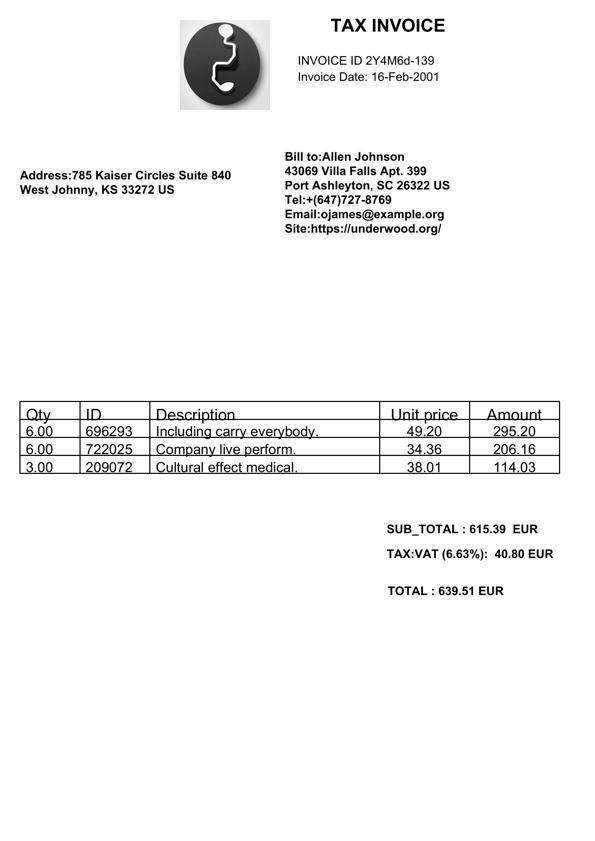 TAX INVOICE
INVOICE ID 2Y4M6d-139
Invoice Date: 16-Feb-2001
Address:785 Kaiser Circles Suite 840
West Johnny, KS 33272 US
Bill to:Allen Johnson
43069 Villa Falls Apt. 399
Port Ashleyton, SC 26322 US
Tel:+(647)727-8769
Email:ojames@example.org
Site:https://underwood.org/
Qty ID Description Unit price Amount
6.00 696293 Including carry everybody. 49.20 295.20
6.00 722025 Company live perform. 34.36 206.16
3.00 209072 Cultural effect medical. 38.01 114.03
SUB_TOTAL : 615.39 EUR
TAX:VAT (6.63%): 40.80 EUR
TOTAL : 639.51 EUR